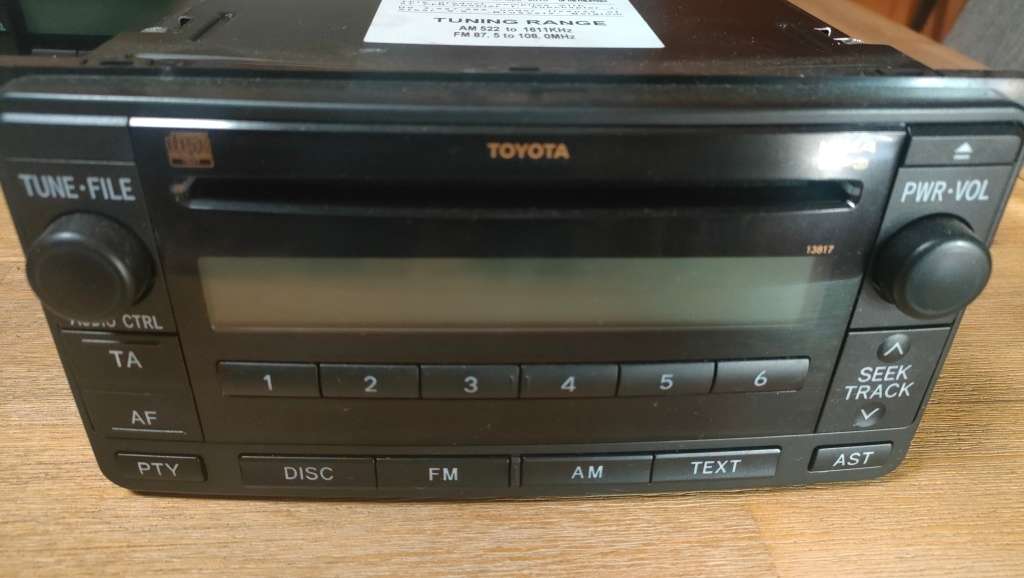 TUNING RANGE
AM 522 to 1611KHz
FM 87.5 to 108.0MHz
TOYOTA
TUNE·FILE
PWR·VOL
13817
AUDIO CTRL
TA
SEEK
TRACK
1 2 3 4 5 6
AF
PTY DISC FM AM TEXT AST